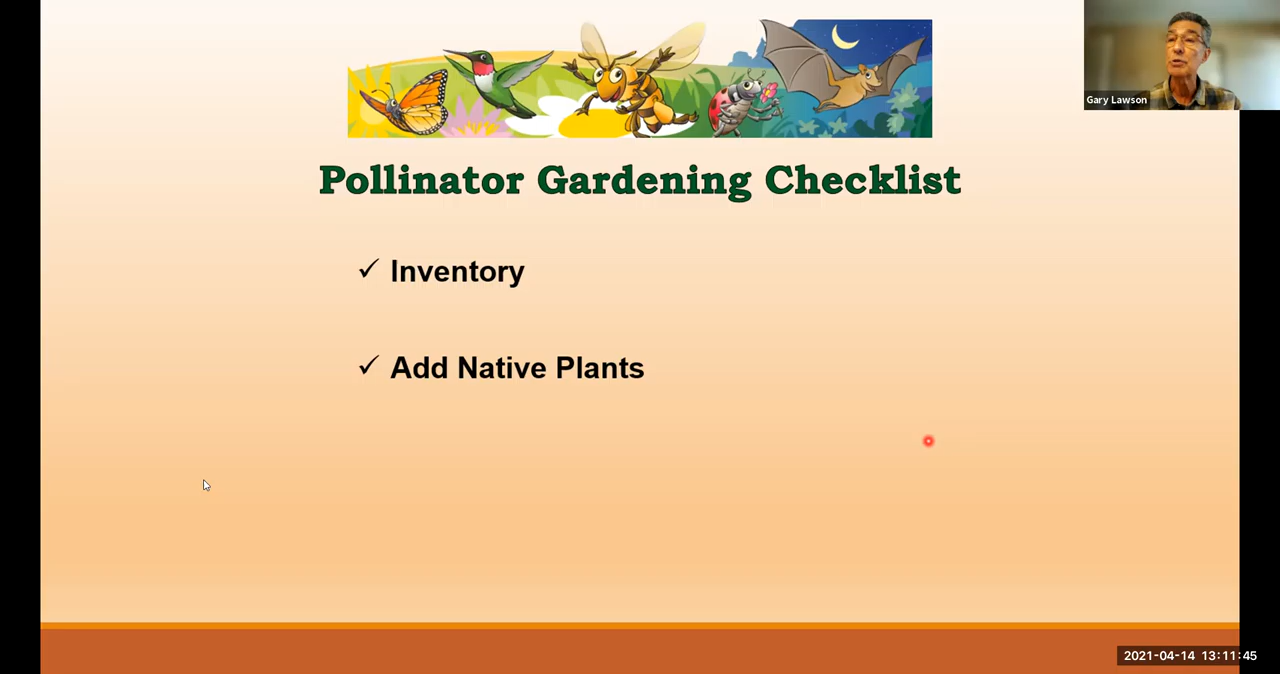 Gary Lawson
Pollinator Gardening Checklist
✓ Inventory
✓ Add Native Plants
2021-04-14 13:11:45